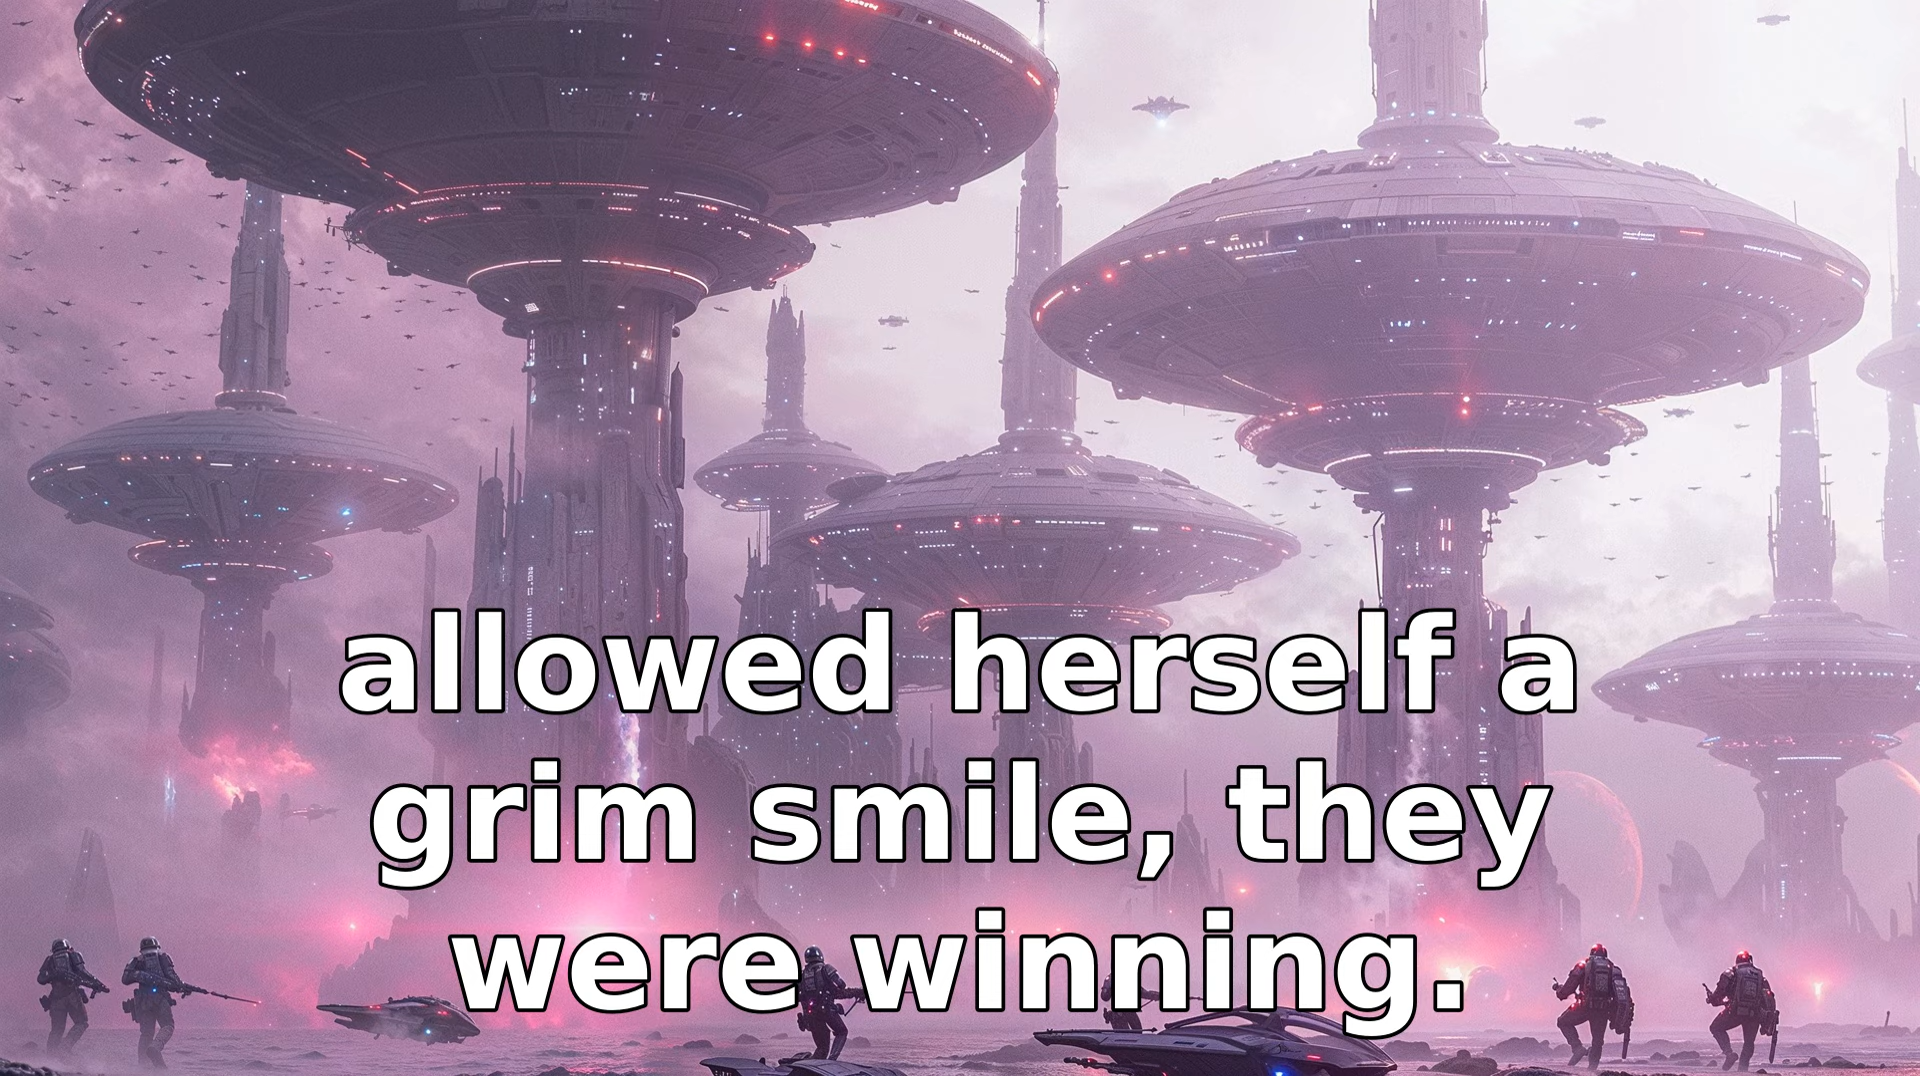 allowed herself a
grim smile, they
were winning.